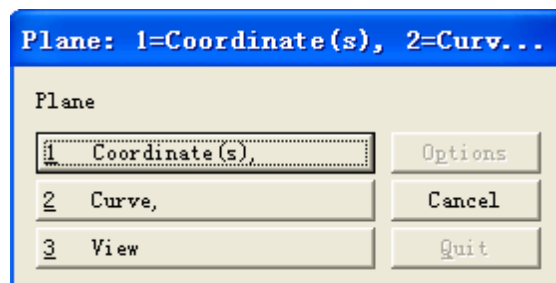 Plane: 1=Coordinate(s), 2=Curv...
Plane
1 Coordinate(s),
Options
2 Curve,
Cancel
3 View
Quit